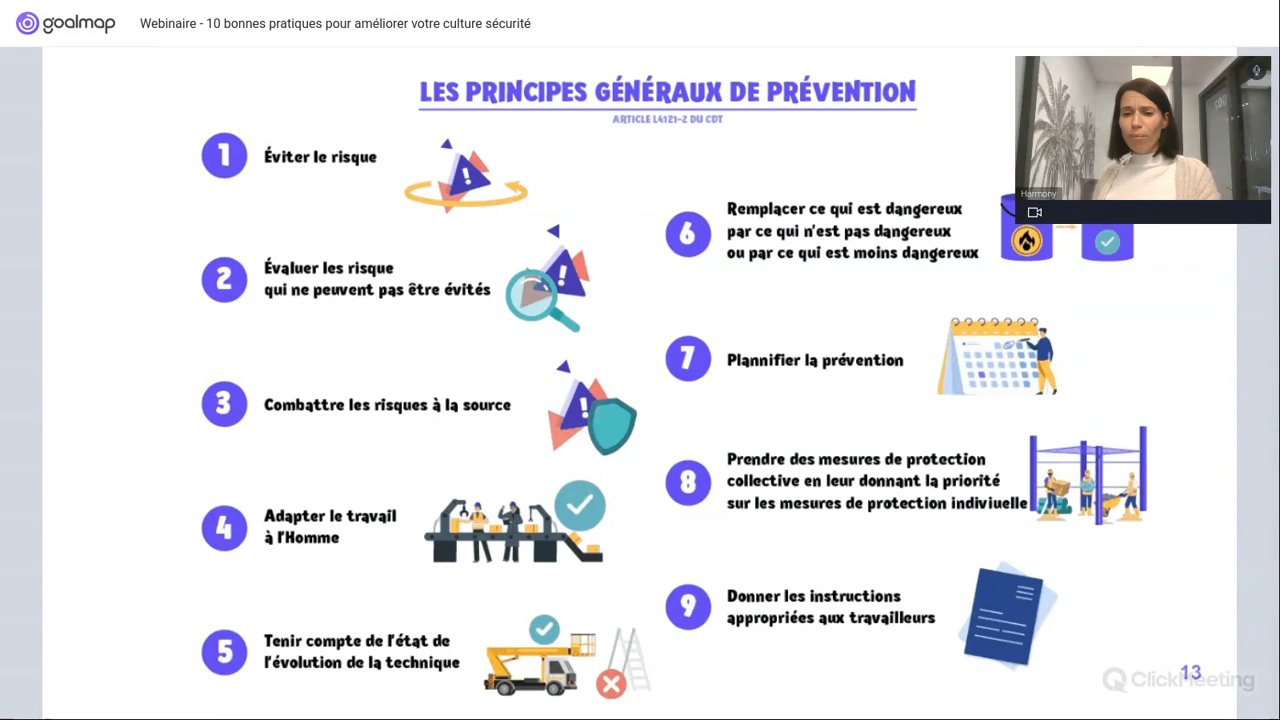 goalmap
Webinaire - 10 bonnes pratiques pour améliorer votre culture sécurité
LES PRINCIPES GÉNÉRAUX DE PRÉVENTION
ARTICLE L4121-2 DU CDT
1
Éviter le risque
2
Évaluer les risque
qui ne peuvent pas être évités
3
Combattre les risques à la source
4
Adapter le travail
à l'Homme
5
Tenir compte de l'état de
l'évolution de la technique
6
Remplacer ce qui est dangereux
par ce qui n'est pas dangereux
ou par ce qui est moins dangereux
7
Plannifier la prévention
8
Prendre des mesures de protection
collective en leur donnant la priorité
sur les mesures de protection indiviuelle
9
Donner les instructions
appropriées aux travailleurs
Harmony
13
ClickMeeting